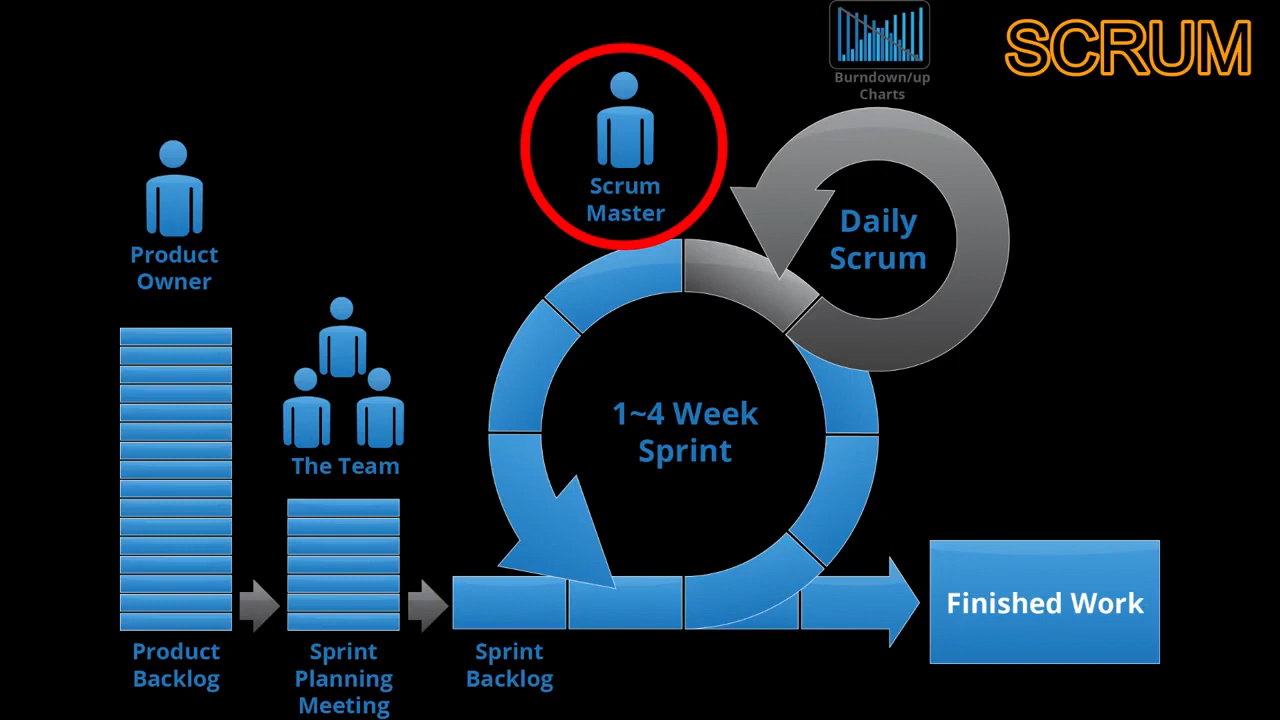 SCRUM
Burndown/up
Charts
Scrum
Master
Product
Owner
Daily
Scrum
The Team
1~4 Week
Sprint
Finished Work
Product
Backlog
Sprint
Planning
Meeting
Sprint
Backlog